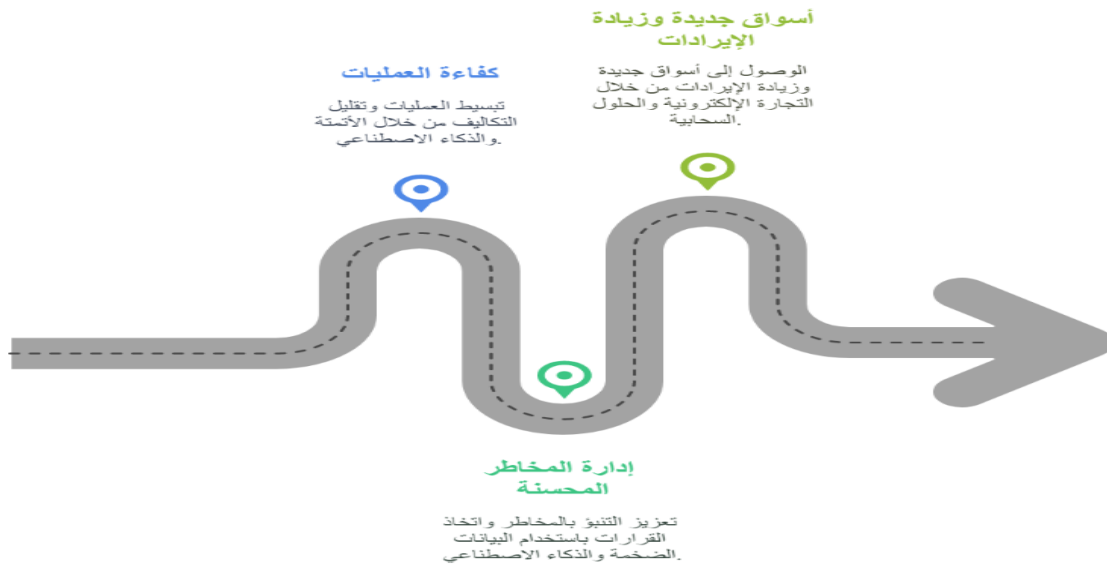 كفاءة العمليات
تبسيط العمليات وتقليل
التكاليف من خلال الأتمتة
والذكاء الاصطناعي.
إدارة المخاطر
المحسنة
تعزيز التنبؤ بالمخاطر واتخاذ
القرارات باستخدام البيانات
الضخمة والذكاء الاصطناعي.
أسواق جديدة وزيادة
الإيرادات
الوصول إلى أسواق جديدة
وزيادة الإيرادات من خلال
التجارة الإلكترونية والحلول
السحابية.